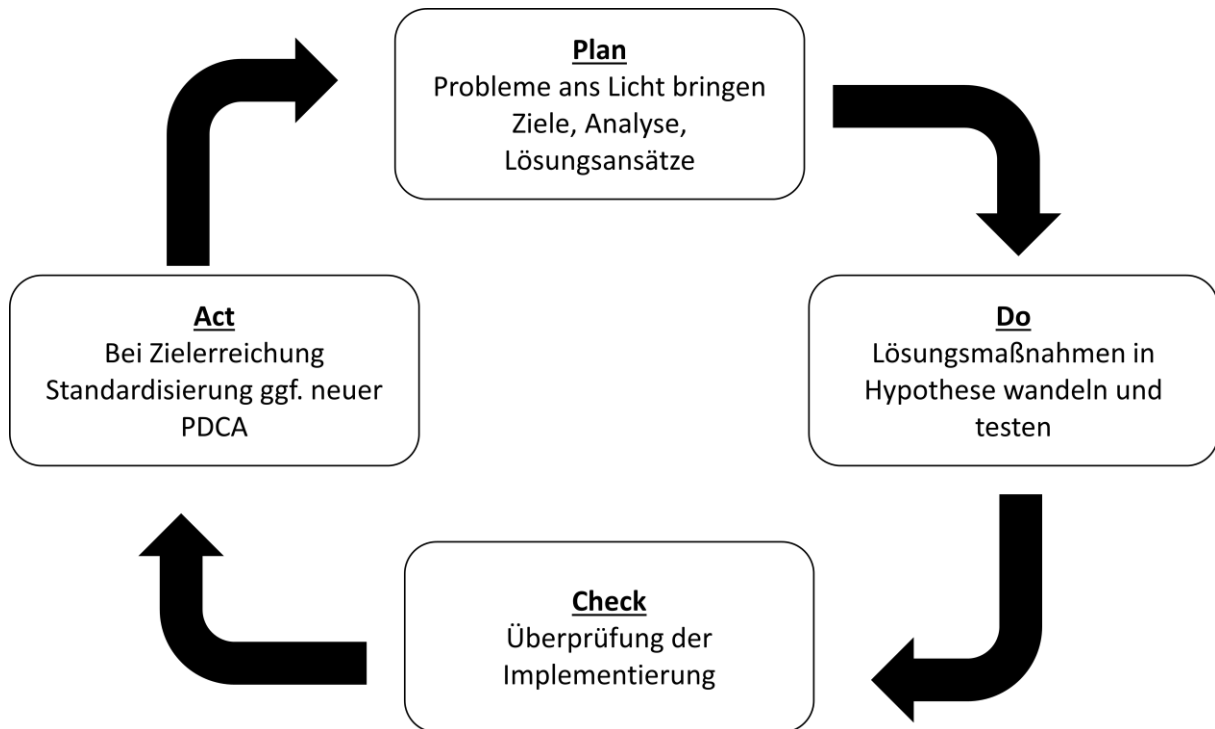 Plan
Probleme ans Licht bringen
Ziele, Analyse,
Lösungsansätze
Do
Lösungsmaßnahmen in
Hypothese wandeln und
testen
Check
Überprüfung der
Implementierung
Act
Bei Zielerreichung
Standardisierung ggf. neuer
PDCA